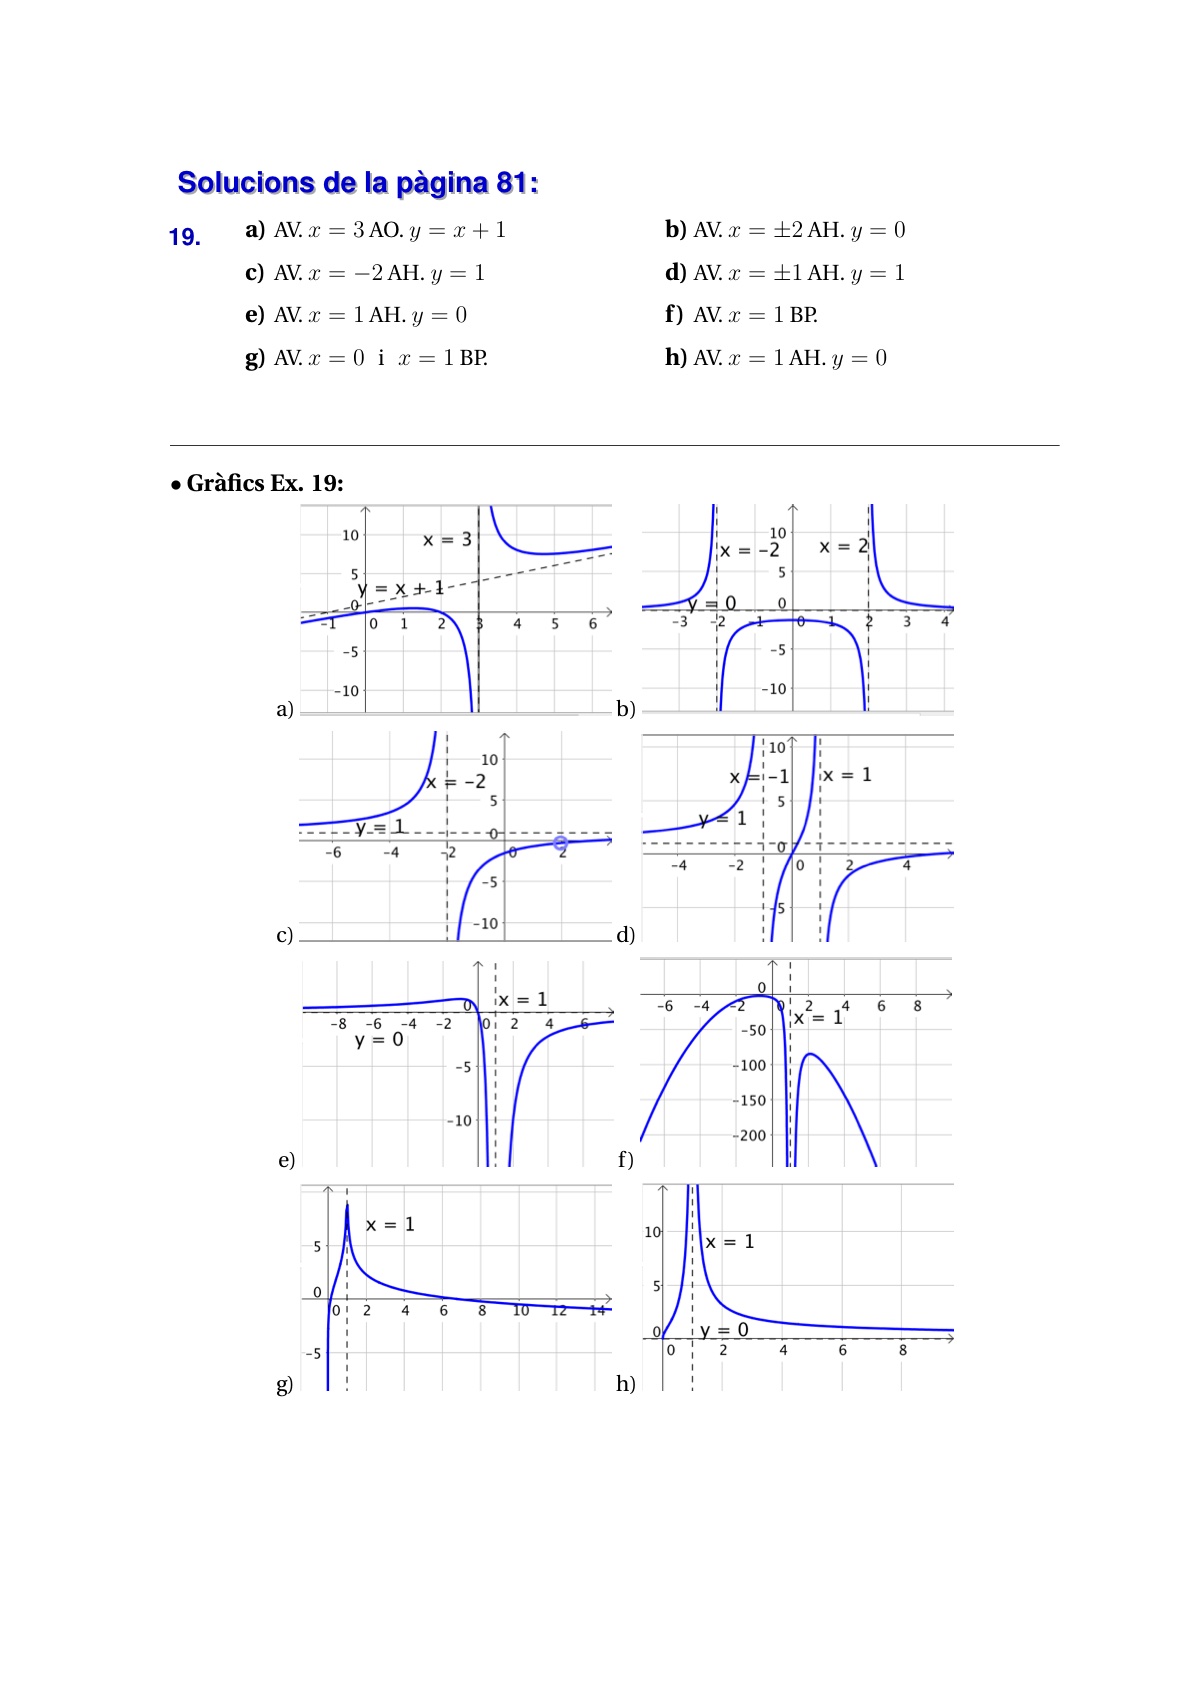 Solucions de la pàgina 81:
19. a) AV. x = 3 AO. y = x + 1 b) AV. x = ±2 AH. y = 0
c) AV. x = −2 AH. y = 1 d) AV. x = ±1 AH. y = 1
e) AV. x = 1 AH. y = 0 f) AV. x = 1 BP.
g) AV. x = 0 i x = 1 BP. h) AV. x = 1 AH. y = 0
• Gràfics Ex. 19:
a)
x = 3
y = x + 1
10
5
0
−5
−10
−1 0 1 2 3 4 5 6
b)
x = −2 x = 2
y = 0
10
5
0
−5
−10
−3 −2 −1 0 1 2 3 4
c)
x = −2
y = 1
10
5
0
−5
−10
−6 −4 −2 0 2
d)
x = −1 x = 1
y = 1
10
5
0
−5
−4 −2 0 2 4
e)
x = 1
y = 0
0
−5
−10
−8 −6 −4 −2 0 2 4 6
f)
x = 1
0
−50
−100
−150
−200
−6 −4 −2 0 2 4 6 8
g)
x = 1
5
0
−5
0 2 4 6 8 10 12 14
h)
x = 1
y = 0
10
5
0
0 2 4 6 8